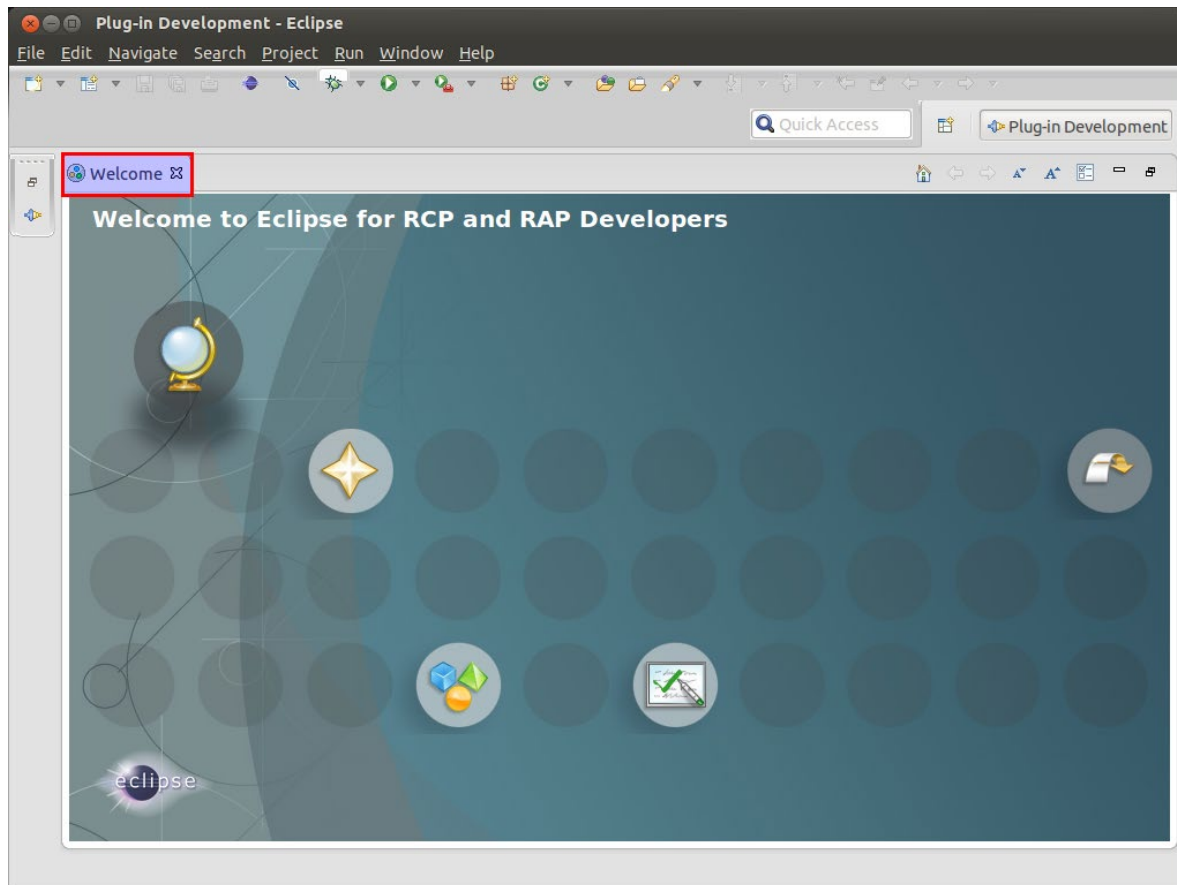 Plug-in Development - Eclipse
File Edit Navigate Search Project Run Window Help
Quick Access
Plug-in Development
Welcome
Welcome to Eclipse for RCP and RAP Developers
eclipse